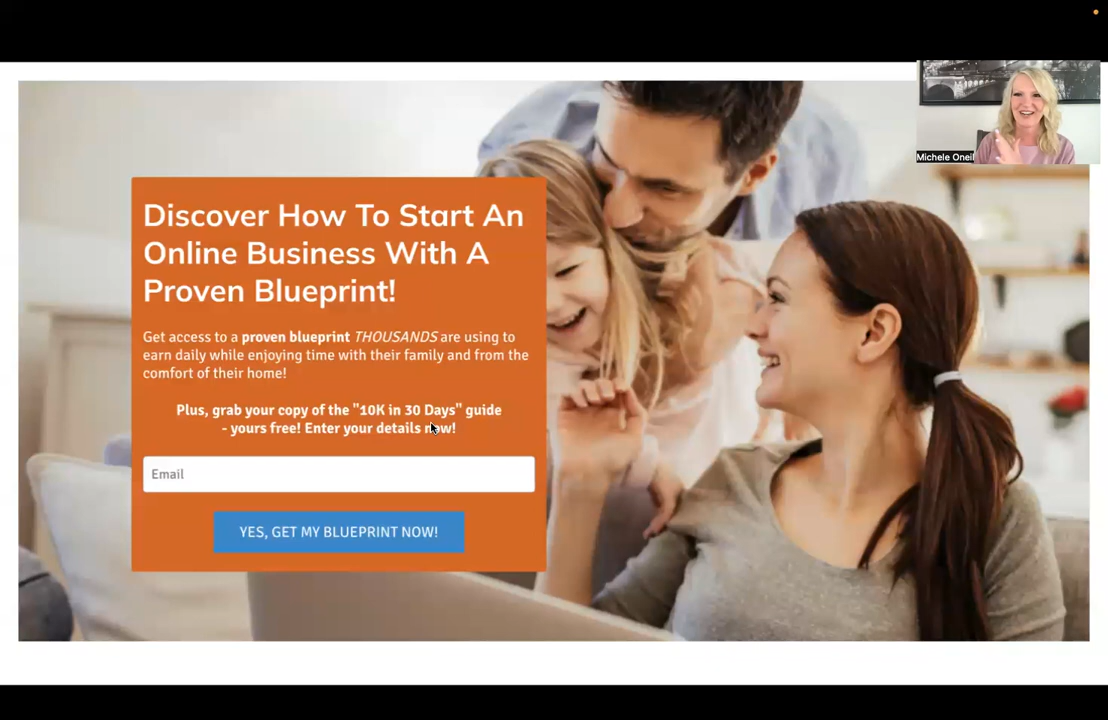 Michele Oneil
Discover How To Start An
Online Business With A
Proven Blueprint!
Get access to a proven blueprint THOUSANDS are using to
earn daily while enjoying time with their family and from the
comfort of their home!
Plus, grab your copy of the "10K in 30 Days" guide
- yours free! Enter your details now!
Email
YES, GET MY BLUEPRINT NOW!